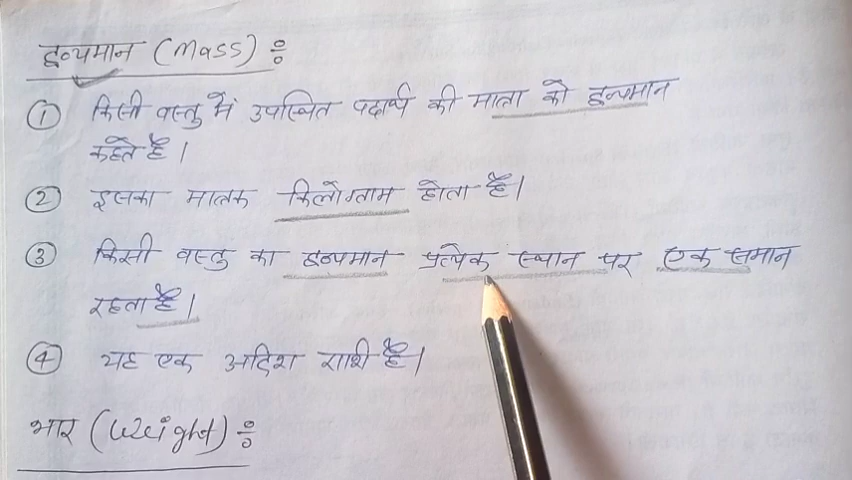 द्रव्यमान (Mass) :
① किसी वस्तु में उपस्थित पदार्थ की मात्रा को द्रव्यमान
कहते हैं।
② इसका मात्रक किलोग्राम होता है।
③ किसी वस्तु का द्रव्यमान प्रत्येक स्थान पर एक समान
रहता है।
④ यह एक अदिश राशी है।
भार (Weight) :